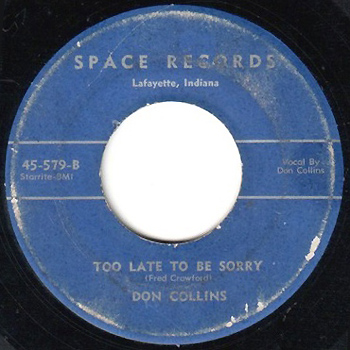 SPACE RECORDS
Lafayette, Indiana
45-579-B
Starrite-BMI
Vocal By
Don Collins
TOO LATE TO BE SORRY
(Fred Crawford)
DON COLLINS